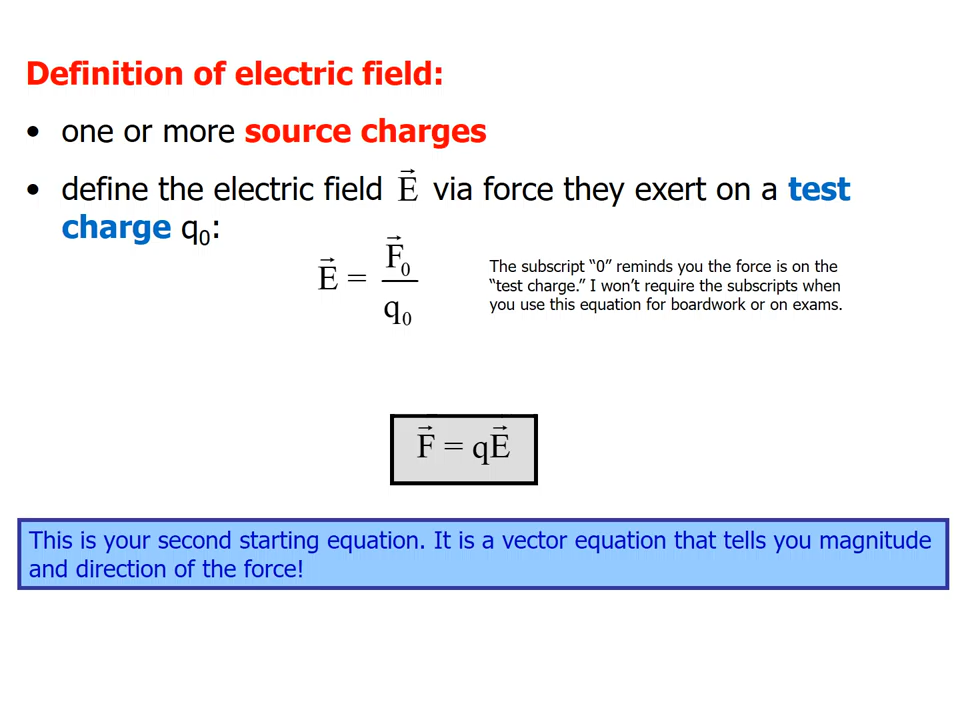 Definition of electric field:
• one or more source charges
• define the electric field E⃗ via force they exert on a test
charge q₀:
E⃗ = F⃗₀ / q₀
The subscript “0” reminds you the force is on the
“test charge.” I won’t require the subscripts when
you use this equation for boardwork or on exams.
F⃗ = qE⃗
This is your second starting equation. It is a vector equation that tells you magnitude
and direction of the force!